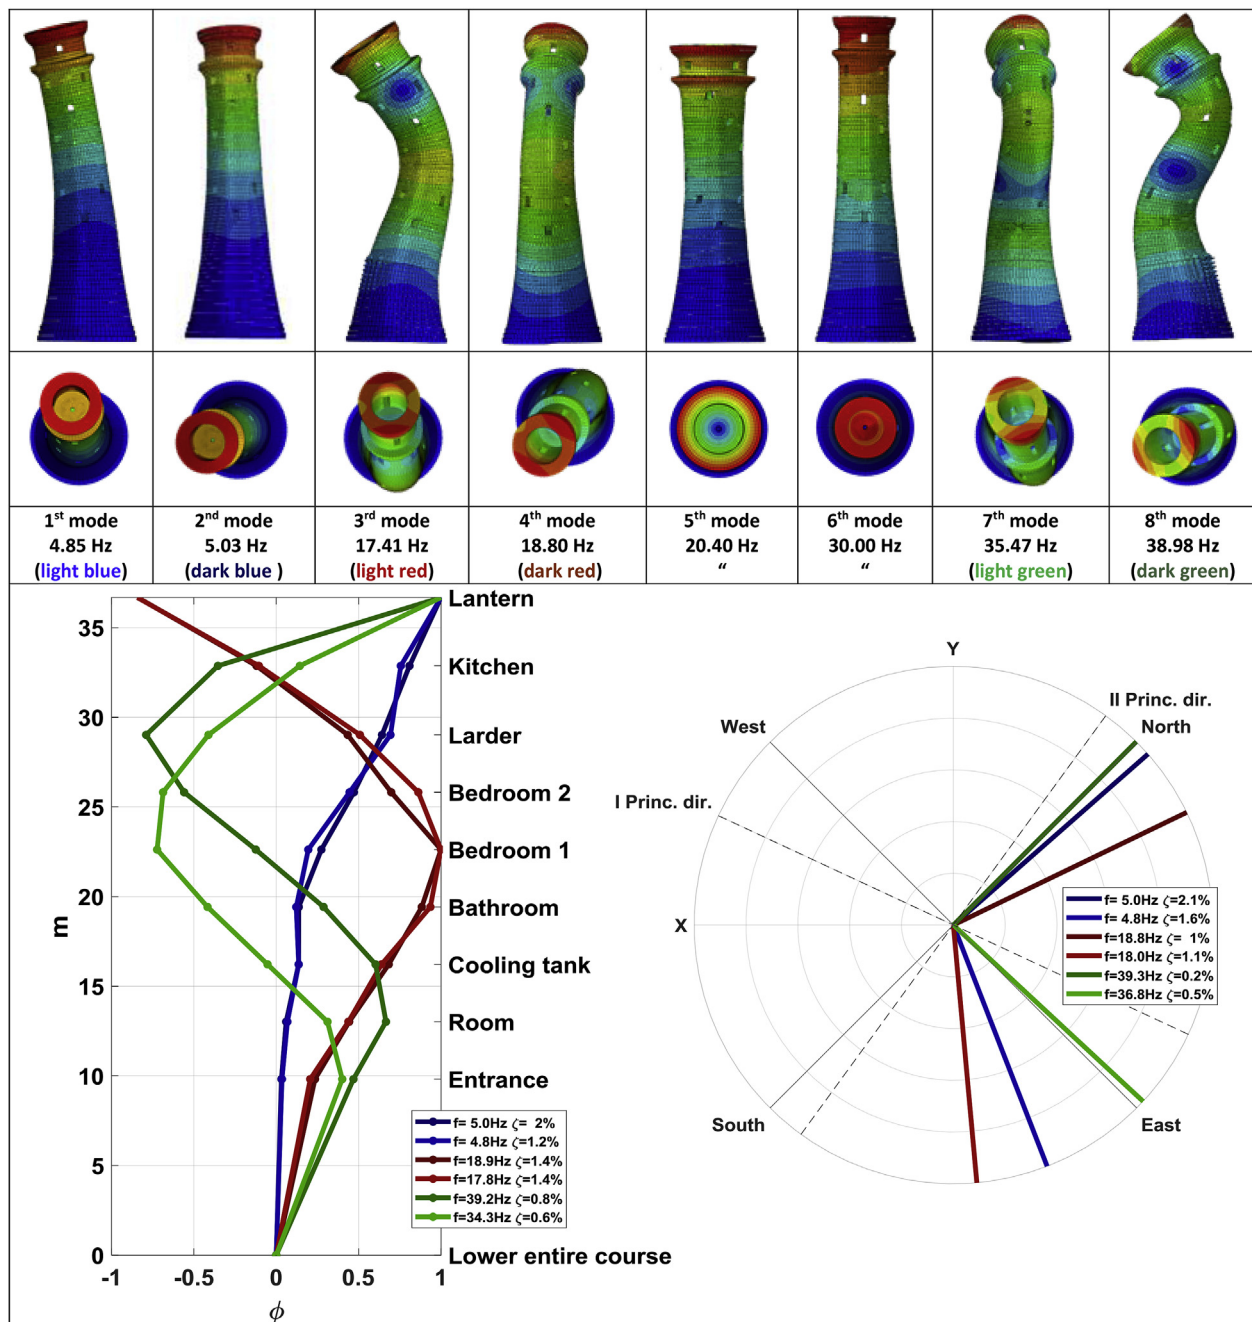 1st mode 2nd mode 3rd mode 4th mode 5th mode 6th mode 7th mode 8th mode
4.85 Hz 5.03 Hz 17.41 Hz 18.80 Hz 20.40 Hz 30.00 Hz 35.47 Hz 38.98 Hz
(light blue) (dark blue ) (light red) (dark red) “ “ (light green) (dark green)
35
30
25
20
15
10
5
0
m
-1 -0.5 0 0.5 1
ϕ
Lantern
Kitchen
Larder
Bedroom 2
Bedroom 1
Bathroom
Cooling tank
Room
Entrance
Lower entire course
f= 5.0Hz ζ= 2%
f= 4.8Hz ζ=1.2%
f=18.9Hz ζ=1.4%
f=17.8Hz ζ=1.4%
f=39.2Hz ζ=0.8%
f=34.3Hz ζ=0.6%
Y
II Princ. dir.
North
West
I Princ. dir.
X
South
East
f= 5.0Hz ζ=2.1%
f= 4.8Hz ζ=1.6%
f=18.8Hz ζ= 1%
f=18.0Hz ζ=1.1%
f=39.3Hz ζ=0.2%
f=36.8Hz ζ=0.5%